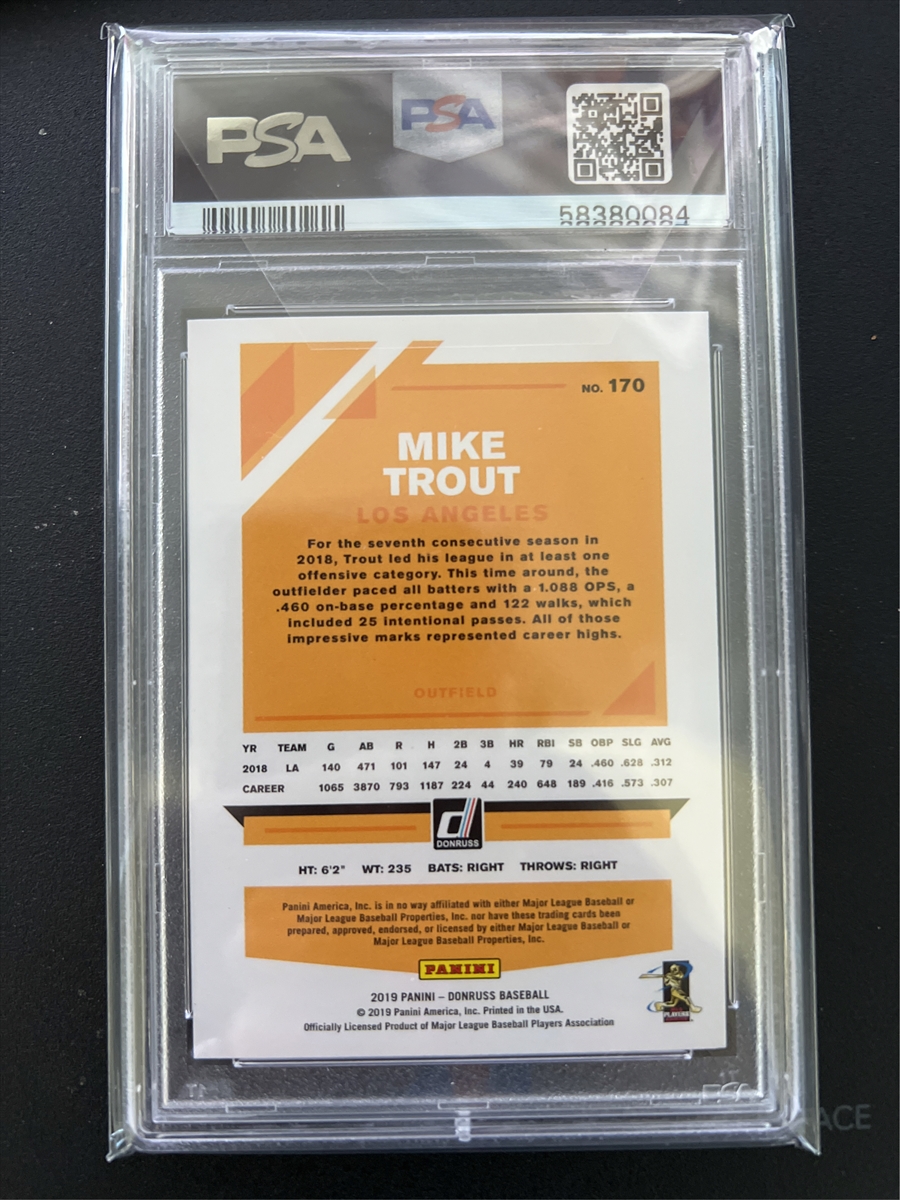 PSA
PSA
58380084
NO. 170
MIKE
TROUT
LOS ANGELES
For the seventh consecutive season in
2018, Trout led his league in at least one
offensive category. This time around, the
outfielder paced all batters with a 1.088 OPS, a
.460 on-base percentage and 122 walks, which
included 25 intentional passes. All of those
impressive marks represented career highs.
OUTFIELD
YR TEAM G AB R H 2B 3B HR RBI SB OBP SLG AVG
2018 LA 140 471 101 147 24 4 39 79 24 .460 .628 .312
CAREER 1065 3870 793 1187 224 44 240 648 189 .416 .573 .307
d
DONRUSS
HT: 6'2" WT: 235 BATS: RIGHT THROWS: RIGHT
Panini America, Inc. is in no way affiliated with either Major League Baseball or
Major League Baseball Properties, Inc. nor have these trading cards been
prepared, approved, endorsed, or licensed by either Major League Baseball or
Major League Baseball Properties, Inc.
PANINI
2019 PANINI – DONRUSS BASEBALL
© 2019 Panini America, Inc. Printed in the USA.
Officially Licensed Product of Major League Baseball Players Association
PLAYERS
PSA